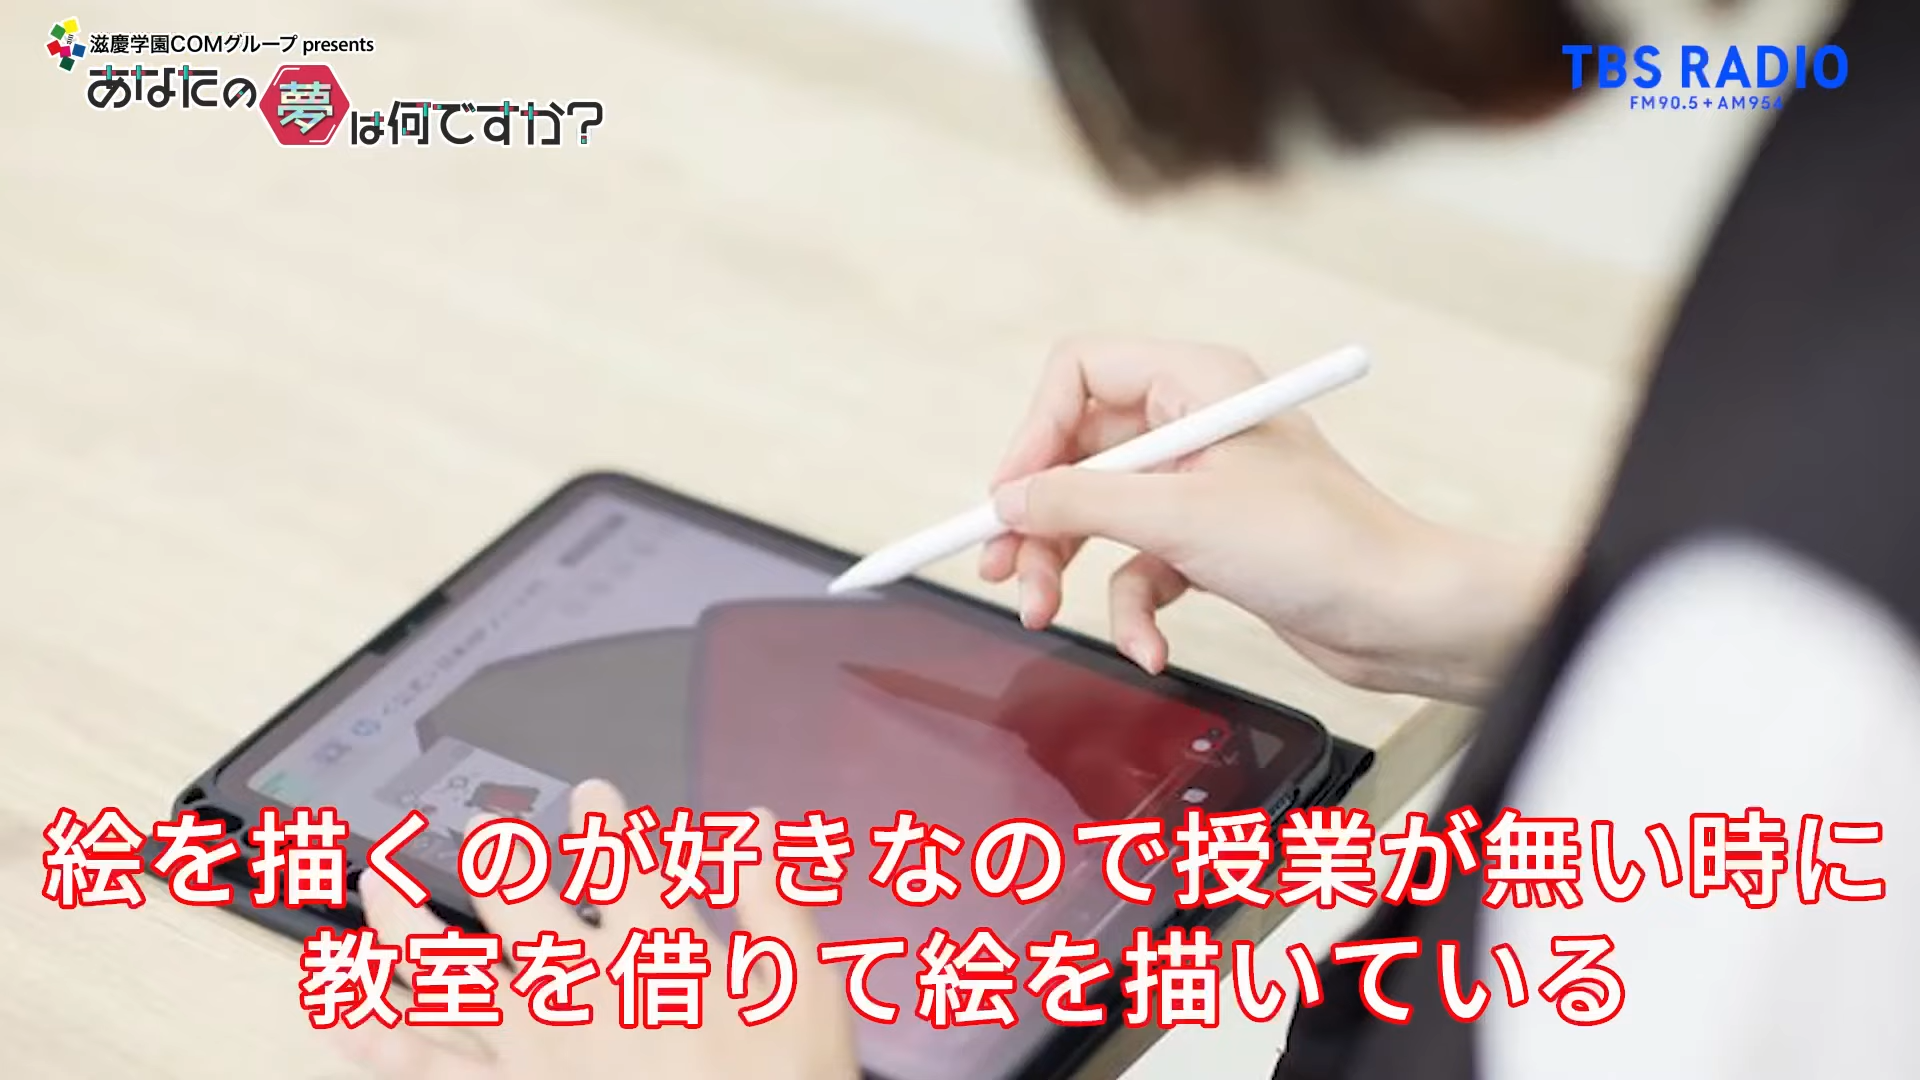 滋慶学園COMグループ presents
あなたの夢は何ですか?
TBS RADIO
FM90.5+AM954
絵を描くのが好きなので授業が無い時に
教室を借りて絵を描いている